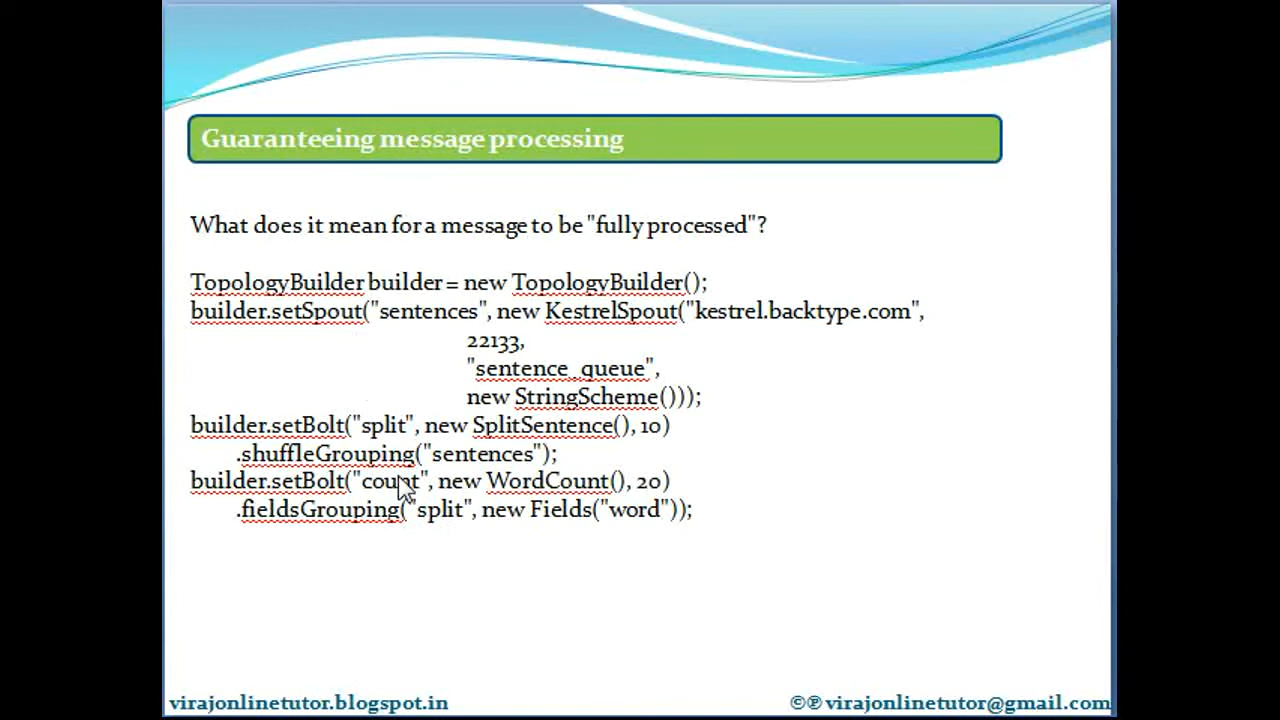 Guaranteeing message processing
What does it mean for a message to be "fully processed"?
TopologyBuilder builder = new TopologyBuilder();
builder.setSpout("sentences", new KestrelSpout("kestrel.backtype.com",
22133,
"sentence_queue",
new StringScheme()));
builder.setBolt("split", new SplitSentence(), 10)
.shuffleGrouping("sentences");
builder.setBolt("count", new WordCount(), 20)
.fieldsGrouping("split", new Fields("word"));
virajonlinetutor.blogspot.in
©℗ virajonlinetutor@gmail.com